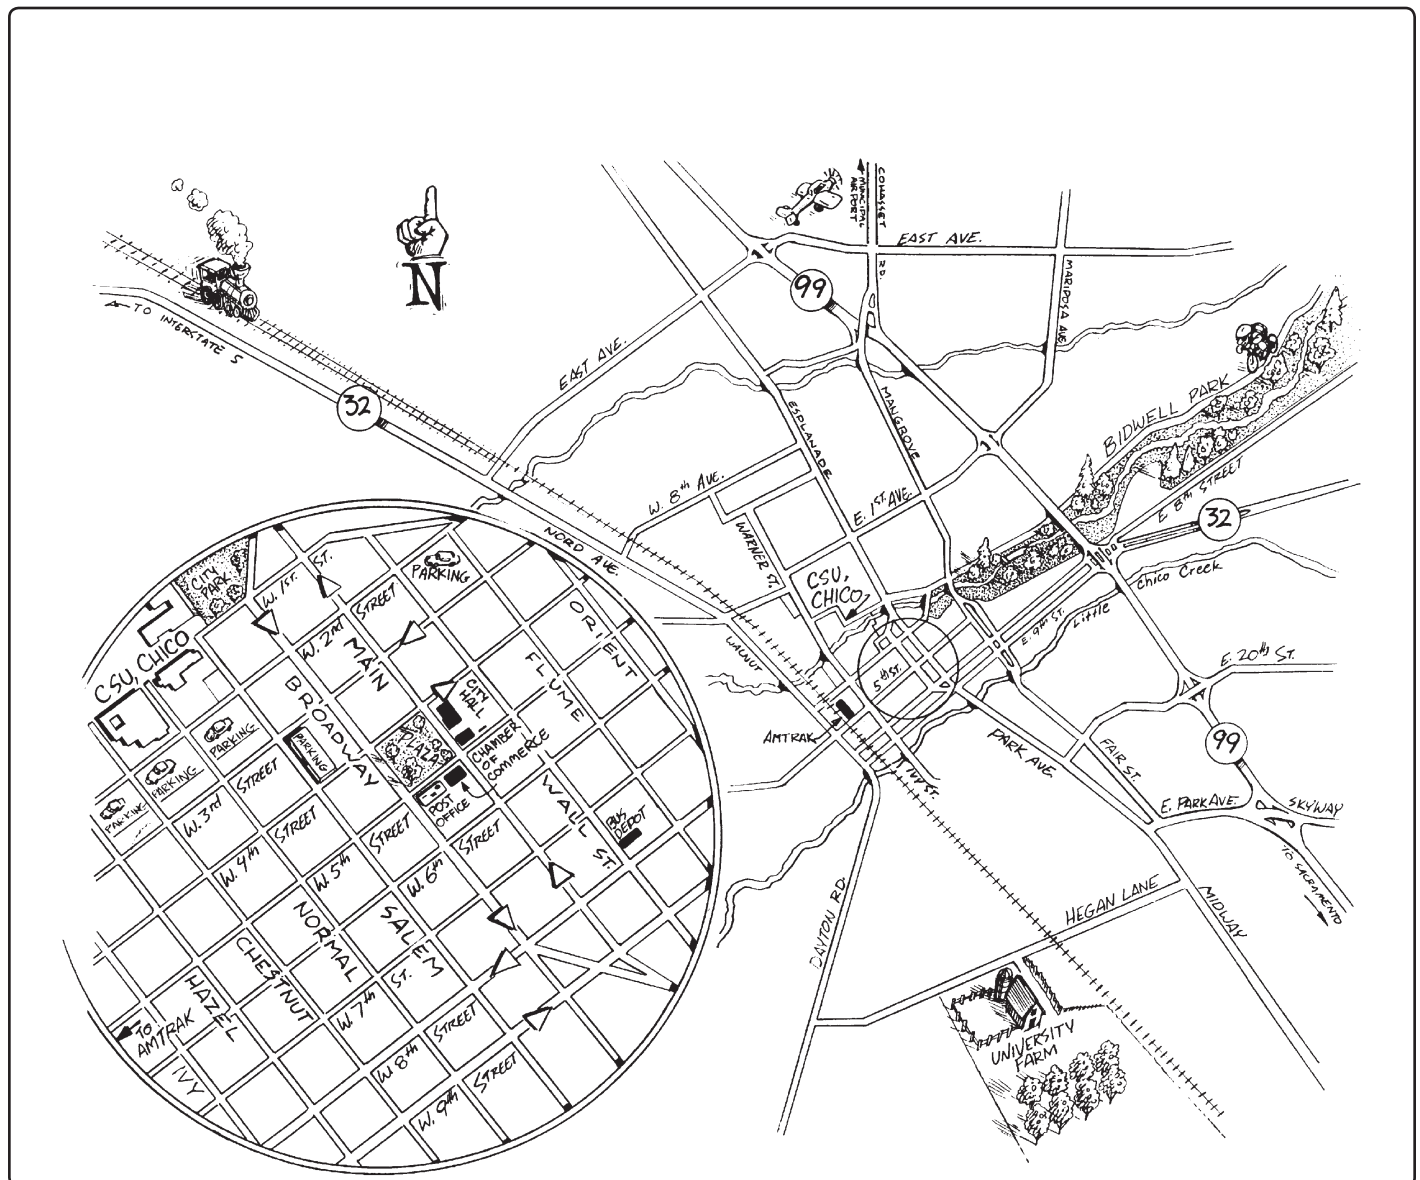 COHASSET
MUNICIPAL
AIRPORT
EAST AVE.
RD.
MARIPOSA AVE
99
N
TO INTERSTATE 5
32
EAST AVE.
ESPLANADE
MANGROVE
BIDWELL PARK
W. 8th AVE.
E. 1ST. AVE.
E. 8th STREET
32
WARNER ST.
NORD AVE.
CSU,
CHICO
Chico Creek
Little
E. 9th ST.
WALNUT
5th ST.
E. 20th ST.
AMTRAK
PARK AVE.
IVY ST.
FAIR ST.
99
E. PARK AVE.
SKYWAY
TO SACRAMENTO
DAYTON RD.
HEGAN LANE
MIDWAY
UNIVERSITY
FARM
CITY
PARK
W. 1ST. ST.
PARKING
W. 2nd STREET
MAIN
ORIENT
FLUME
CSU, CHICO
BROADWAY
CITY
HALL
PARKING
PARKING
PARKING
PARKING
PLAZA
CHAMBER
OF
COMMERCE
POST
OFFICE
WALL ST.
BUS
DEPOT
W. 3rd STREET
W. 4th STREET
W. 5th STREET
W. 6th STREET
SALEM
NORMAL
CHESTNUT
HAZEL
IVY
W. 7th ST.
W. 8th STREET
W. 9th STREET
TO
AMTRAK